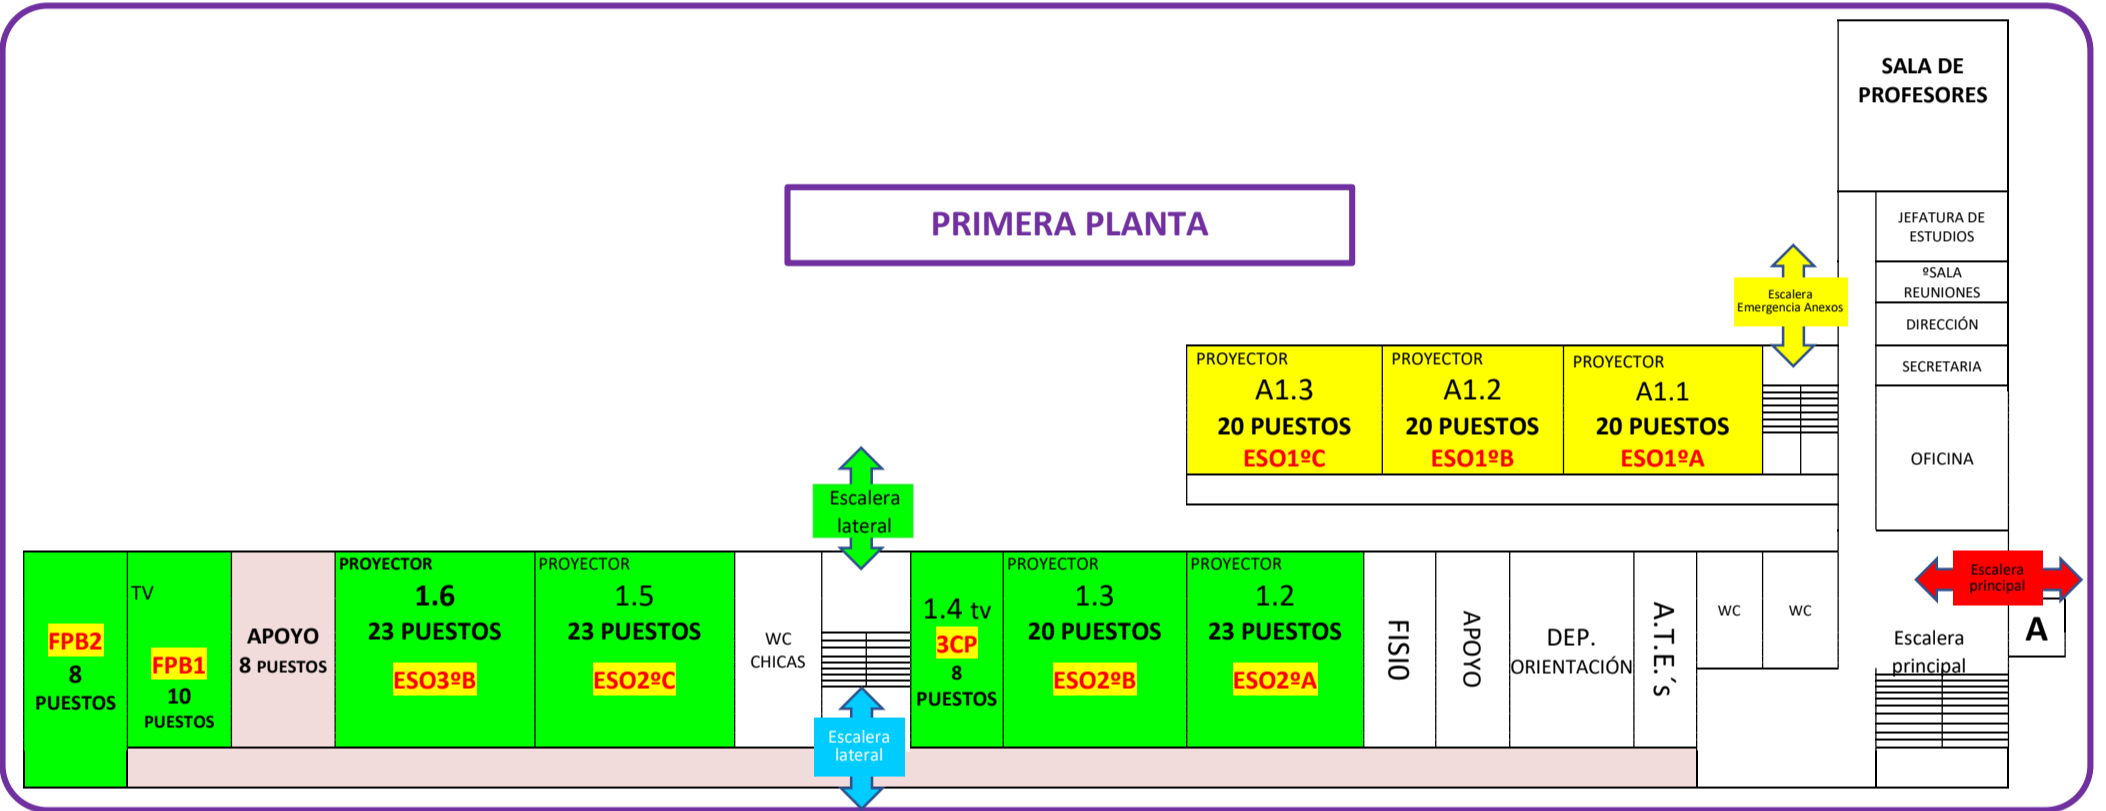 SALA DE
PROFESORES
PRIMERA PLANTA
JEFATURA DE
ESTUDIOS
ºSALA
REUNIONES
DIRECCIÓN
SECRETARIA
OFICINA
Escalera
Emergencia Anexos
PROYECTOR
A1.3
20 PUESTOS
ESO1ºC
PROYECTOR
A1.2
20 PUESTOS
ESO1ºB
PROYECTOR
A1.1
20 PUESTOS
ESO1ºA
Escalera
lateral
FPB2
8
PUESTOS
TV
FPB1
10
PUESTOS
APOYO
8 PUESTOS
PROYECTOR
1.6
23 PUESTOS
ESO3ºB
PROYECTOR
1.5
23 PUESTOS
ESO2ºC
WC
CHICAS
Escalera
lateral
1.4 tv
3CP
8
PUESTOS
PROYECTOR
1.3
20 PUESTOS
ESO2ºB
PROYECTOR
1.2
23 PUESTOS
ESO2ºA
FISIO
APOYO
DEP.
ORIENTACIÓN
A.T.E.´s
WC
WC
Escalera
principal
Escalera
principal
A